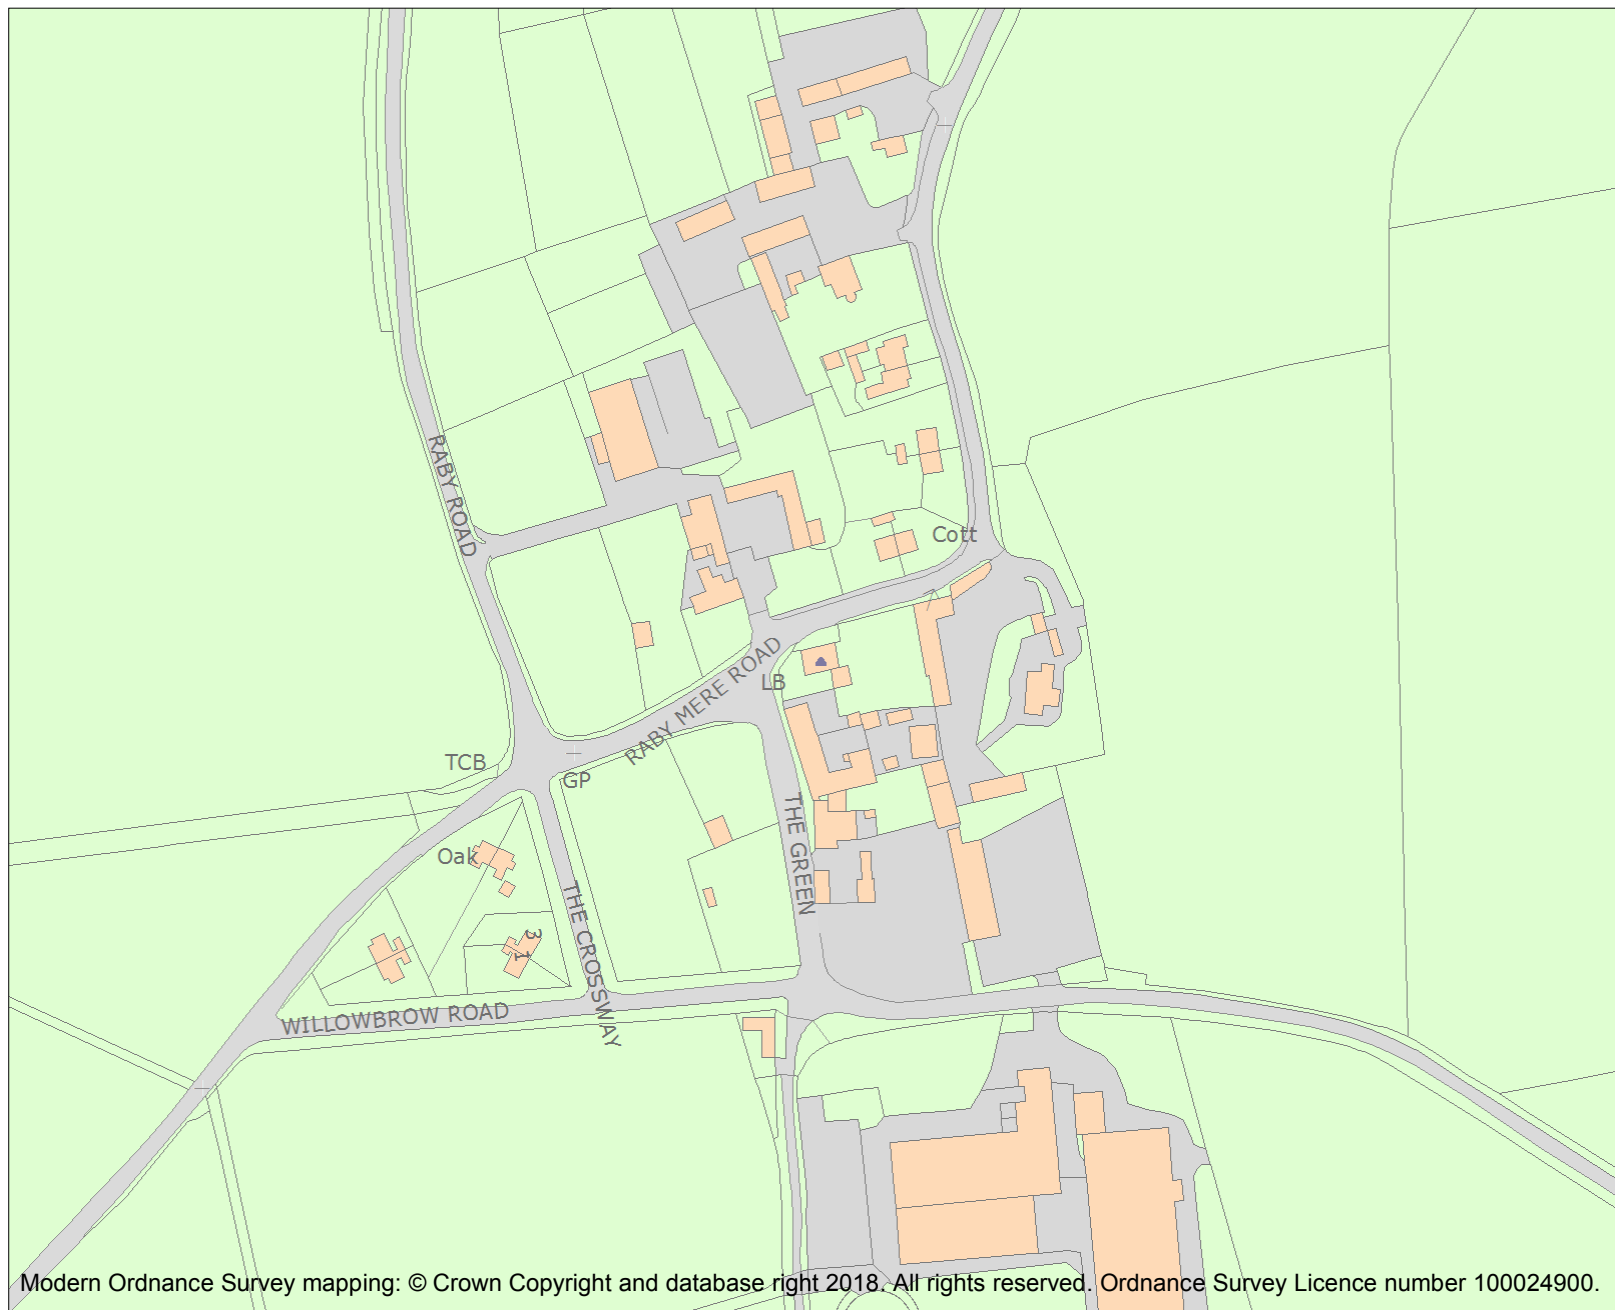 RABY ROAD
Cott
RABY MERE ROAD
LB
TCB
GP
THE GREEN
Oak
THE CROSSWAY
3
1
WILLOWBROW ROAD
Modern Ordnance Survey mapping: © Crown Copyright and database right 2018. All rights reserved. Ordnance Survey Licence number 100024900.